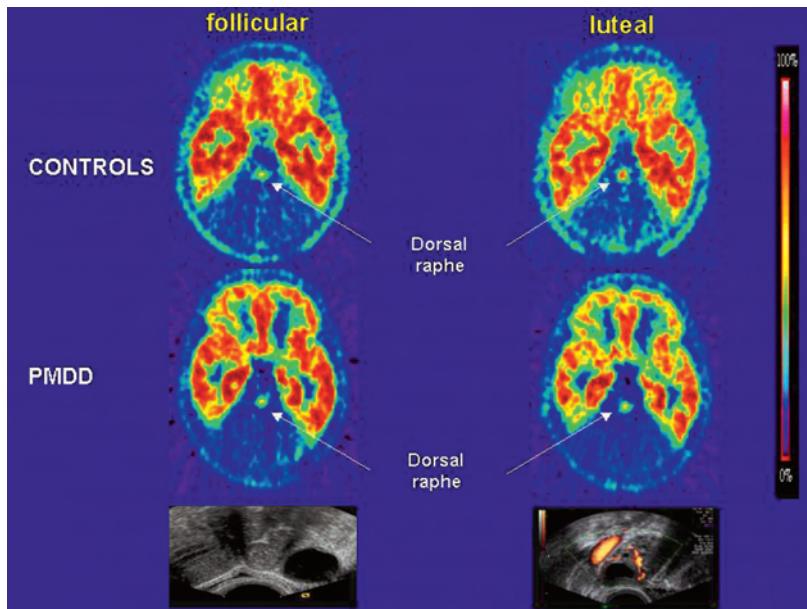 follicular
luteal
100%
CONTROLS
Dorsal
raphe
PMDD
Dorsal
raphe
0%